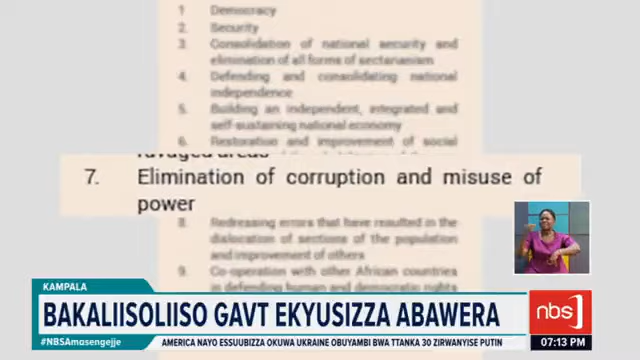 1 Democracy
2. Security
3 Consolidation of national security and
elimination of all forms of sectarianism
4. Defending and consolidating national
independence
5. Building an independent, integrated and
self-sustaining national economy
6. Restoration and improvement of social
ravaged areas
7. Elimination of corruption and misuse of
power
8. Redressing errors that have resulted in the
dislocation of sections of the population
and improvement of others
9. Co-operation with other African countries
in defending human and democratic rights
KAMPALA
BAKALIISOLIISO GAVT EKYUSIZZA ABAWERA
nbs
#NBSAmasengejje
AMERICA NAYO ESSUUBIZZA OKUWA UKRAINE OBUYAMBI BWA TTANKA 30 ZIRWANYISE PUTIN
07:13 PM